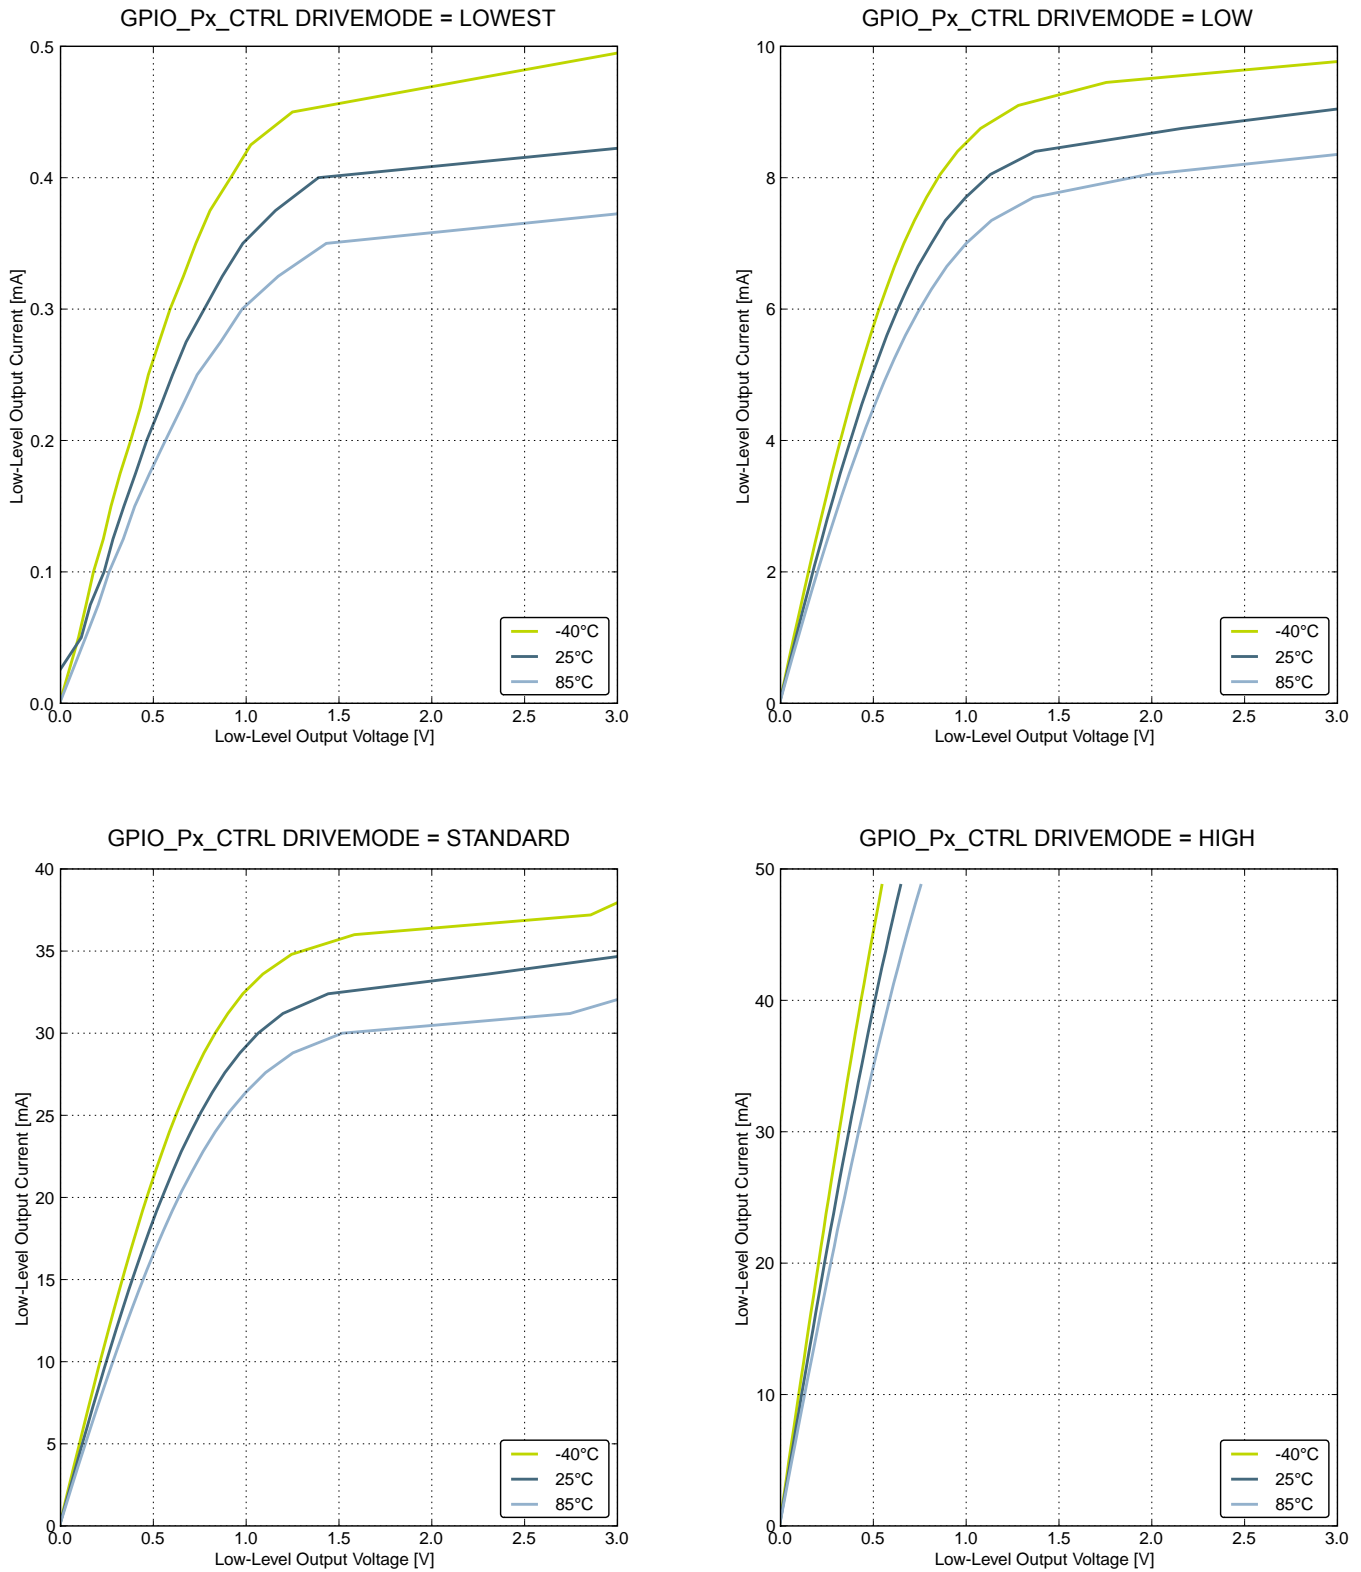 GPIO_Px_CTRL DRIVEMODE = LOWEST
0.5
0.4
0.3
0.2
0.1
0.0
Low-Level Output Current [mA]
-40°C
25°C
85°C
0.0 0.5 1.0 1.5 2.0 2.5 3.0
Low-Level Output Voltage [V]
GPIO_Px_CTRL DRIVEMODE = LOW
10
8
6
4
2
0
Low-Level Output Current [mA]
-40°C
25°C
85°C
0.0 0.5 1.0 1.5 2.0 2.5 3.0
Low-Level Output Voltage [V]
GPIO_Px_CTRL DRIVEMODE = STANDARD
40
35
30
25
20
15
10
5
0
Low-Level Output Current [mA]
-40°C
25°C
85°C
0.0 0.5 1.0 1.5 2.0 2.5 3.0
Low-Level Output Voltage [V]
GPIO_Px_CTRL DRIVEMODE = HIGH
50
40
30
20
10
0
Low-Level Output Current [mA]
-40°C
25°C
85°C
0.0 0.5 1.0 1.5 2.0 2.5 3.0
Low-Level Output Voltage [V]